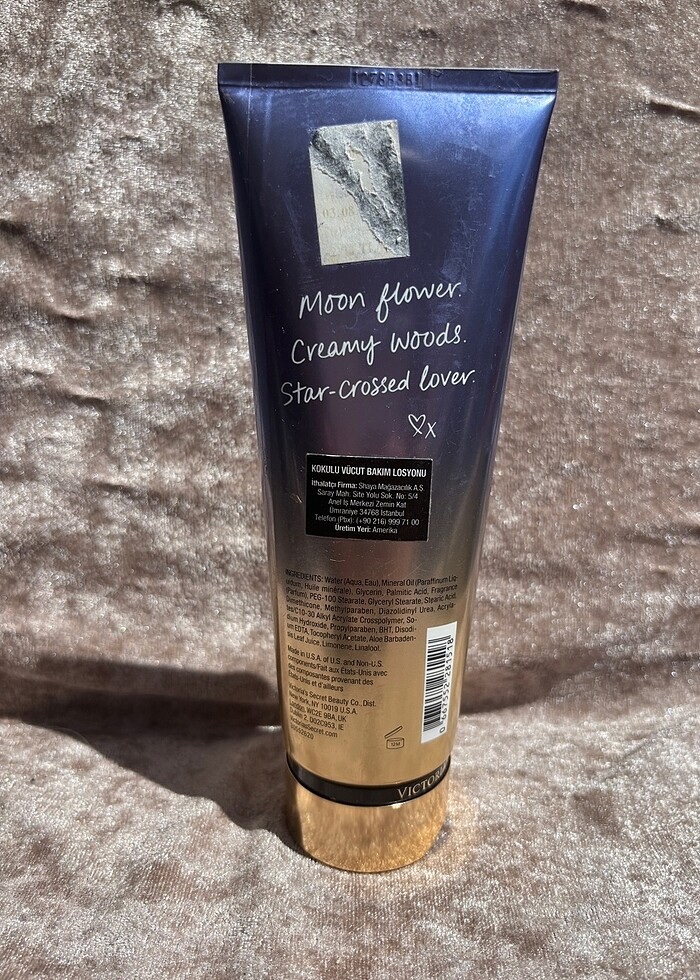 Moon flower.
Creamy woods.
Star-crossed lover.
X
KOKULU VÜCUT BAKIM LOSYONU
İthalatçı Firma: Shaya Mağazacılık A.S
Saray Mah. Site Yolu Sok. No: 5/4
Anel İş Merkezi Zemin Kat
Ümraniye 34768 İstanbul
Telefon (Pbx): (+90 216) 999 71 00
Üretim Yeri: Amerika
INGREDIENTS: Water (Aqua, Eau), Mineral Oil (Paraffinum Liq-
uidum, Huile minérale), Glycerin, Palmitic Acid, Fragrance
(Parfum), PEG-100 Stearate, Glyceryl Stearate, Stearic Acid,
Dimethicone, Methylparaben, Diazolidinyl Urea, Acryla-
tes/C10-30 Alkyl Acrylate Crosspolymer, So-
dium Hydroxide, Propylparaben, BHT, Disodi-
um EDTA, Tocopheryl Acetate, Aloe Barbaden-
sis Leaf Juice, Limonene, Linalool.
Made in U.S.A. of U.S. and Non-U.S.
components/Fait aux États-Unis avec
des composantes provenant des
États-Unis et d'ailleurs
Victoria's Secret Beauty Co., Dist.
New York, NY 10019 U.S.A.
London, WC2E 9BA, UK
Dublin 2, D02C953, IE
VictoriasSecret.com
VICTORI